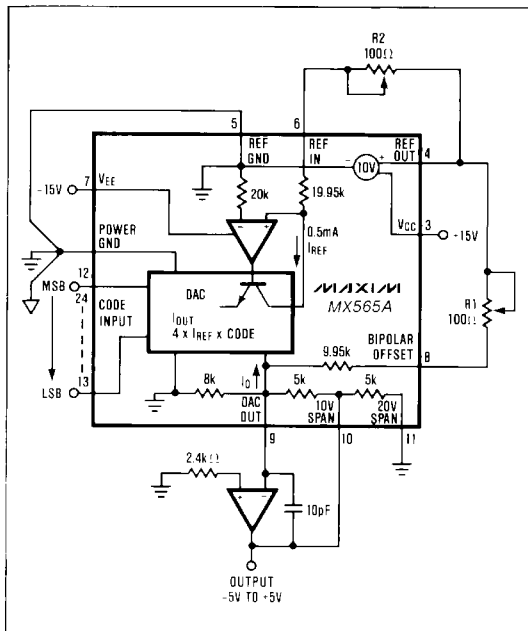 R2
100Ω
5
6
REF
GND
REF
IN
REF
OUT
4
10V
-
+
-15V
7
VEE
20k
19.95k
VCC
3
+15V
-
+
0.5mA
IREF
POWER
GND
12
MSB
24
DAC
MAXIM
MX565A
R1
100Ω
CODE
INPUT
IOUT
4 x IREF x CODE
BIPOLAR
OFFSET
9.95k
8
13
LSB
8k
IO
5k
5k
DAC
OUT
10V
SPAN
20V
SPAN
9
10
11
2.4kΩ
+
-
10pF
OUTPUT
-5V TO +5V